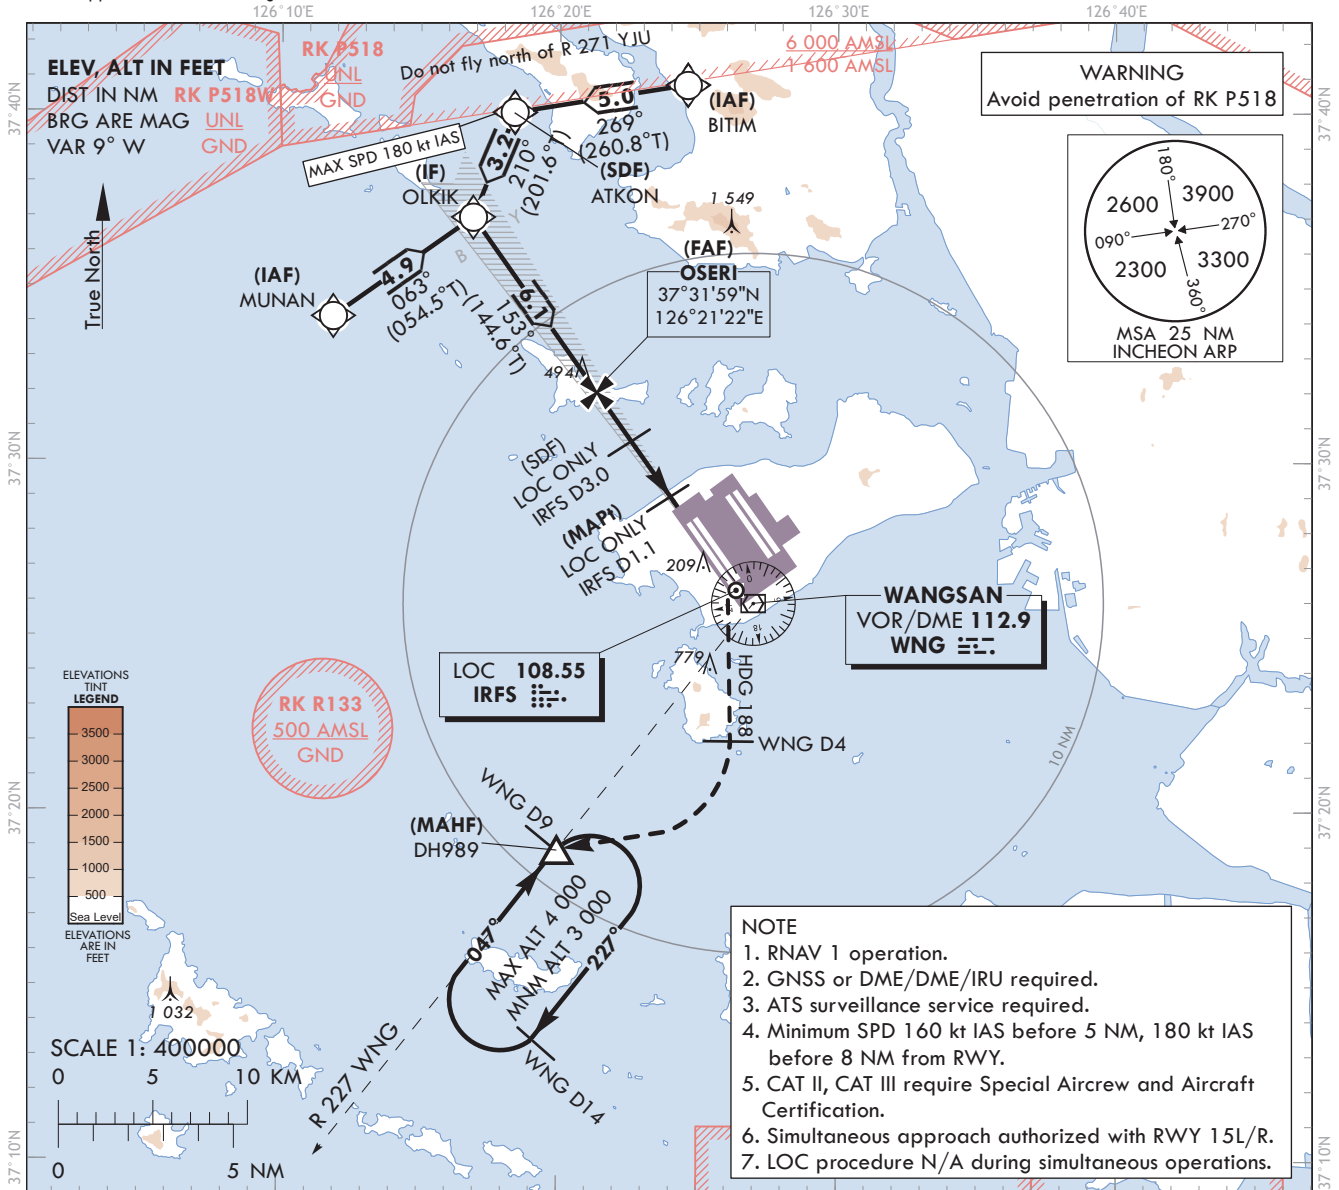 126°10'E
126°20'E
126°30'E
126°40'E
ELEV, ALT IN FEET
DIST IN NM
BRG ARE MAG
VAR 9° W
RK P518W
UNL
GND
RK P518
UNL
GND
Do not fly north of R 271 YJU
6 000 AMSL
1 600 AMSL
WARNING
Avoid penetration of RK P518
37°40'N
37°40'N
True North
MAX SPD 180 kt IAS
5.0
269°
(260.8°T)
(IAF)
BITIM
(SDF)
ATKON
3.2
210°
(201.6°T)
(IF)
OLKIK
Y
B
1 549
180°
2600
3900
270°
090°
2300
3300
360°
MSA 25 NM
INCHEON ARP
(IAF)
MUNAN
4.9
063°
(054.5°T)
6.1
153°
(144.6°T)
(FAF)
OSERI
37°31'59"N
126°21'22"E
494
37°30'N
37°30'N
(SDF)
LOC ONLY
IRFS D3.0
(MAPt)
LOC ONLY
IRFS D1.1
209
0
18
WANGSAN
VOR/DME 112.9
WNG
LOC 108.55
IRFS
779
HDG 188
WNG D4
10 NM
ELEVATIONS
TINT
LEGEND
3500
3000
2500
2000
1500
1000
500
Sea Level
ELEVATIONS
ARE IN
FEET
RK R133
500 AMSL
GND
37°20'N
37°20'N
WNG D9
(MAHF)
DH989
047°
MAX ALT 4 000
MNM ALT 3 000
227°
WNG D14
R 227 WNG
1 032
SCALE 1: 400000
0 5 10 KM
0 5 NM
37°10'N
37°10'N
NOTE
1. RNAV 1 operation.
2. GNSS or DME/DME/IRU required.
3. ATS surveillance service required.
4. Minimum SPD 160 kt IAS before 5 NM, 180 kt IAS
before 8 NM from RWY.
5. CAT II, CAT III require Special Aircrew and Aircraft
Certification.
6. Simultaneous approach authorized with RWY 15L/R.
7. LOC procedure N/A during simultaneous operations.